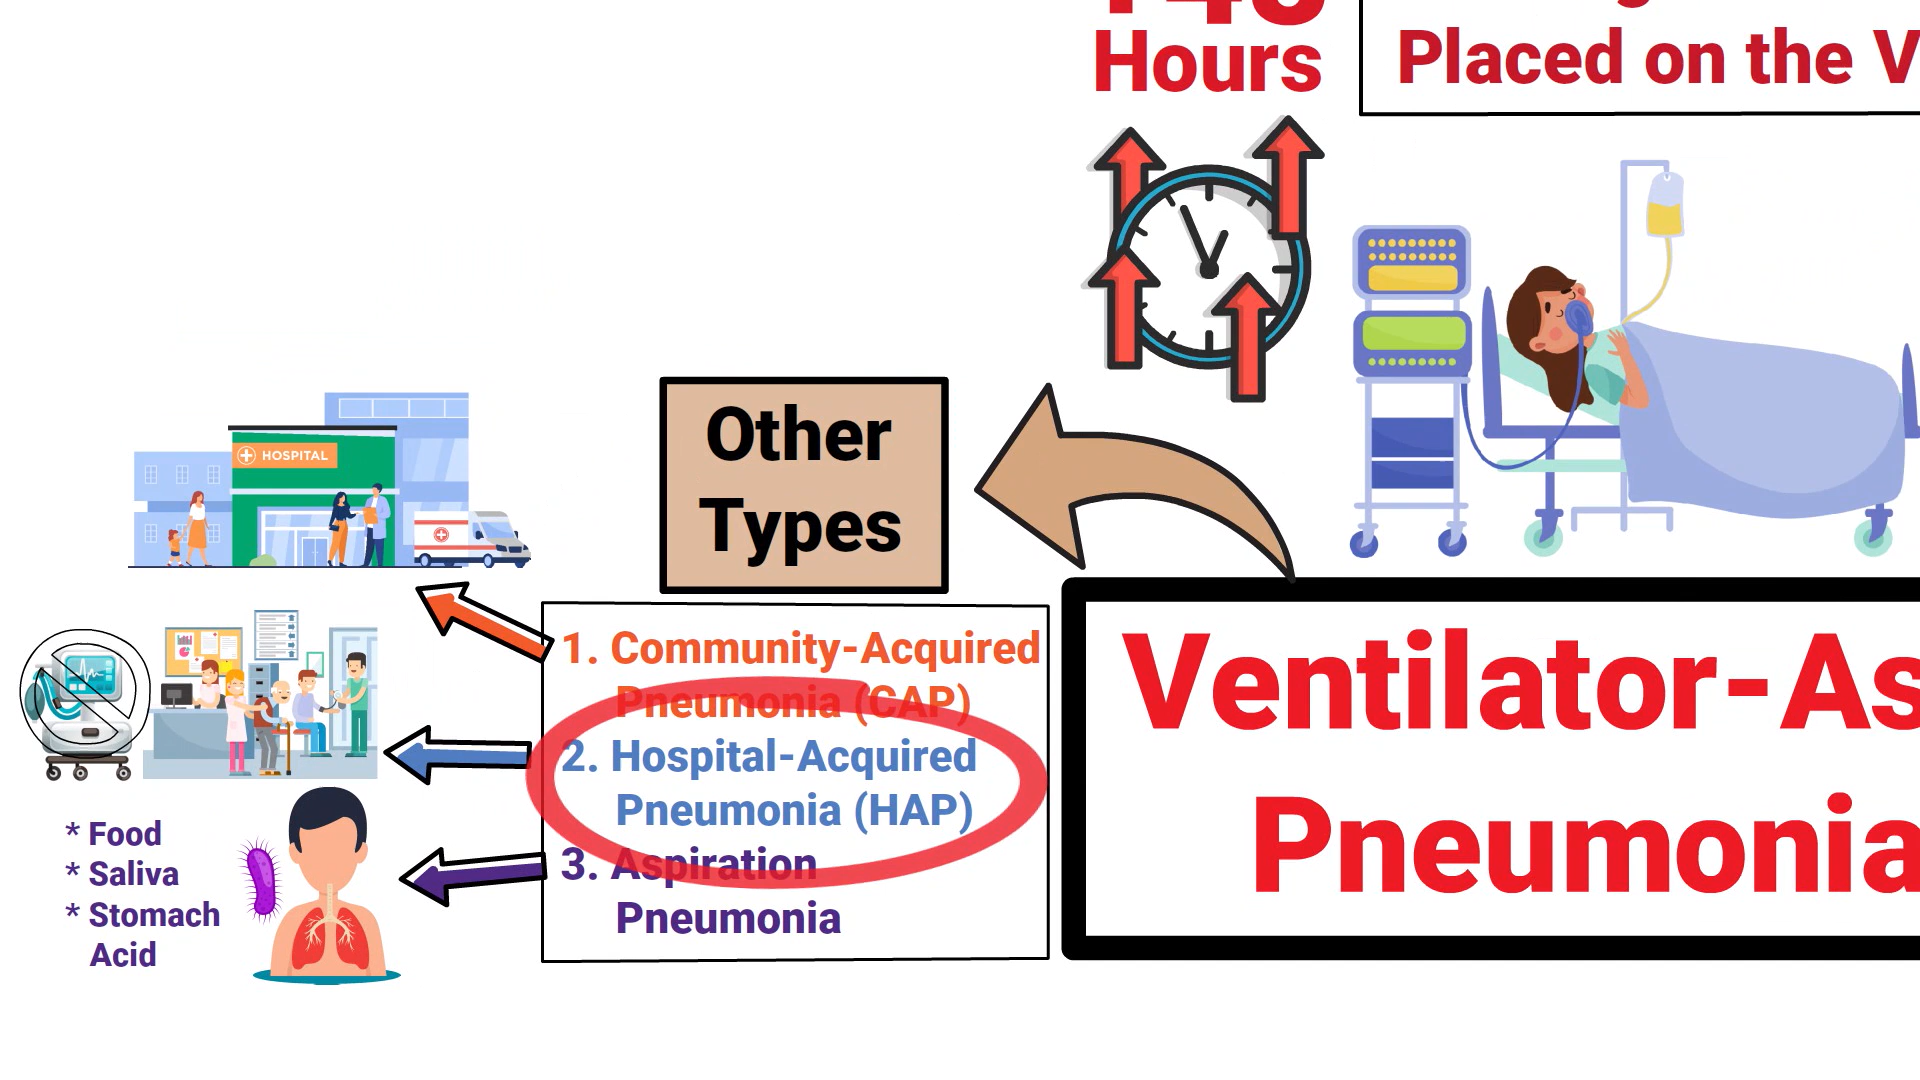 Hours
Placed on the V
HOSPITAL
Other
Types
1. Community-Acquired
Pneumonia (CAP)
2. Hospital-Acquired
Pneumonia (HAP)
3. Aspiration
Pneumonia
* Food
* Saliva
* Stomach
Acid
Ventilator-As
Pneumonia